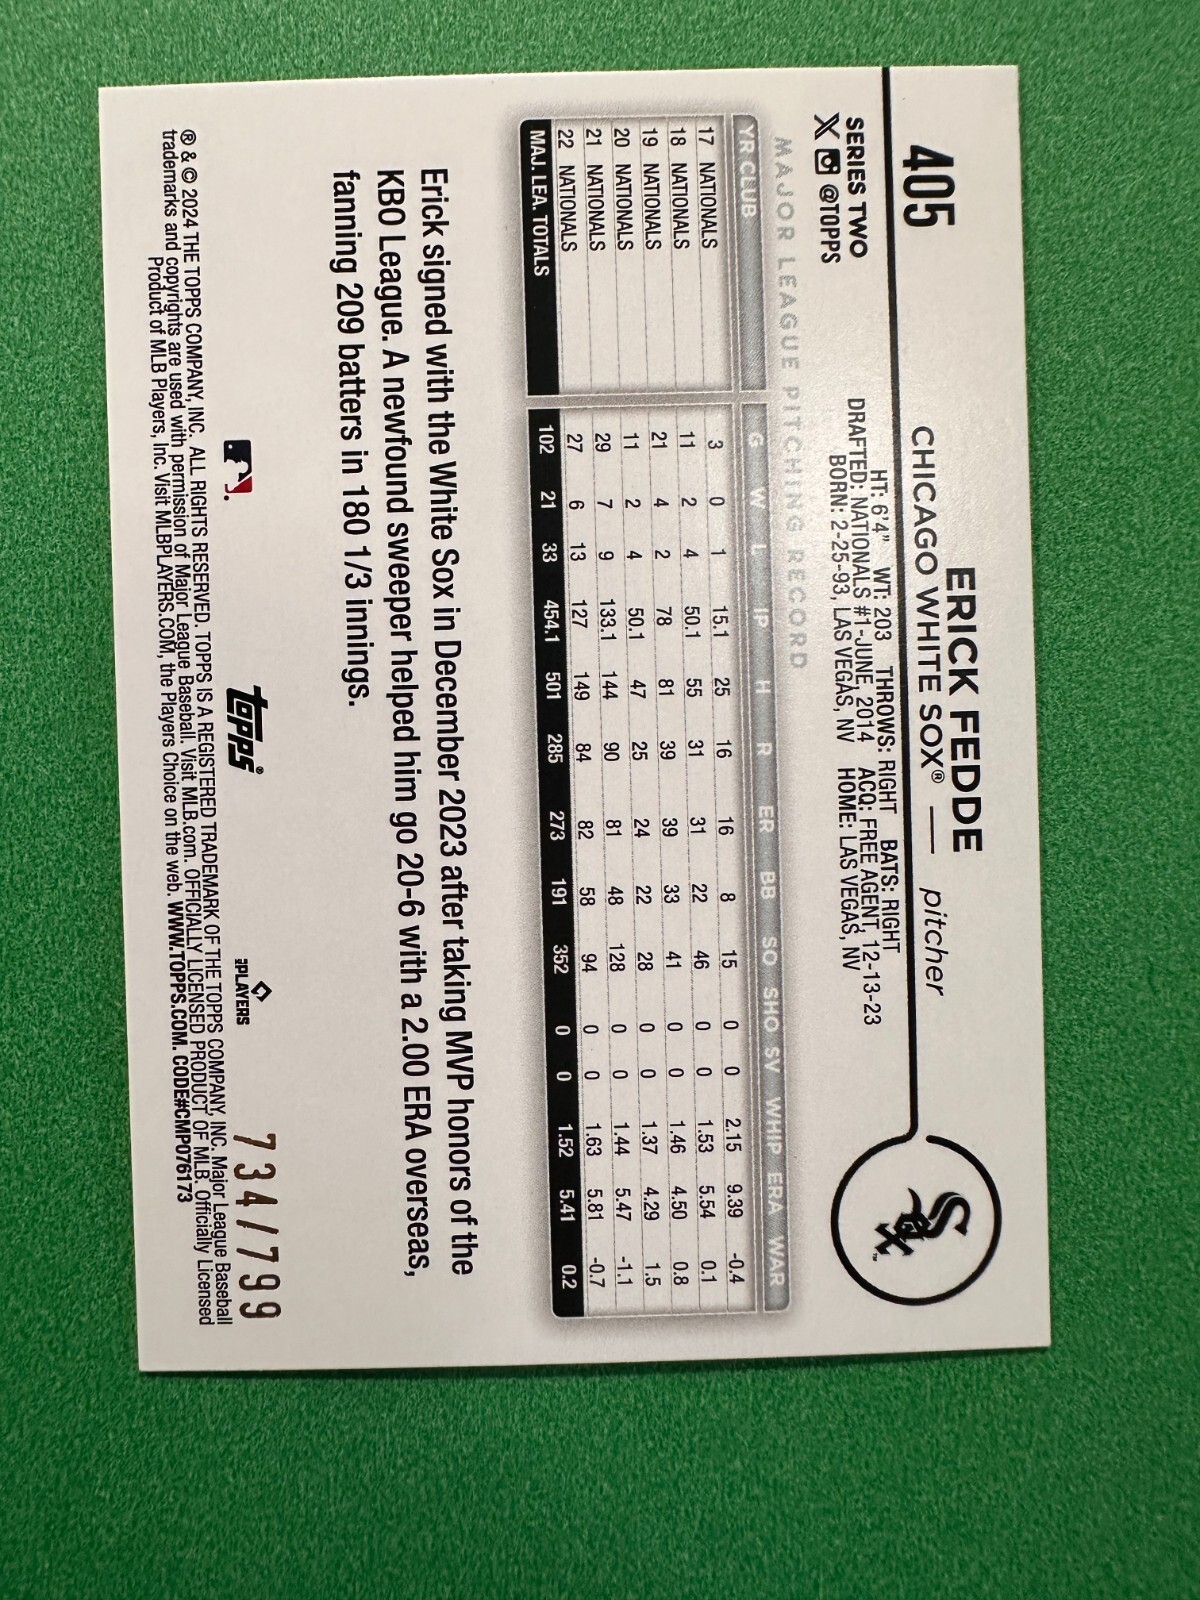 405
ERICK FEDDE
CHICAGO WHITE SOX® — pitcher
SERIES TWO
X @TOPPS
HT: 6'4" WT: 203 THROWS: RIGHT BATS: RIGHT
DRAFTED: NATIONALS #1-JUNE, 2014 ACQ: FREE AGENT, 12-13-23
BORN: 2-25-93, LAS VEGAS, NV HOME: LAS VEGAS, NV
Sox™
MAJOR LEAGUE PITCHING RECORD
YR CLUB G W L IP H R ER BB SO SHO SV WHIP ERA WAR
17 NATIONALS 3 0 1 15.1 25 16 16 8 15 0 0 2.15 9.39 -0.4
18 NATIONALS 11 2 4 50.1 55 31 31 22 46 0 0 1.53 5.54 0.1
19 NATIONALS 21 4 2 78 81 39 39 33 41 0 0 1.46 4.50 0.8
20 NATIONALS 11 2 4 50.1 47 25 24 22 28 0 0 1.37 4.29 1.5
21 NATIONALS 29 7 9 133.1 144 90 81 48 128 0 0 1.44 5.47 -1.1
22 NATIONALS 27 6 13 127 149 84 82 58 94 0 0 1.63 5.81 -0.7
MAJ. LEA. TOTALS 102 21 33 454.1 501 285 273 191 352 0 0 1.52 5.41 0.2
Erick signed with the White Sox in December 2023 after taking MVP honors of the
KBO League. A newfound sweeper helped him go 20-6 with a 2.00 ERA overseas,
fanning 209 batters in 180 1/3 innings.
topps®
PLAYERS
734/799
® & © 2024 THE TOPPS COMPANY, INC. ALL RIGHTS RESERVED. TOPPS IS A REGISTERED TRADEMARK OF THE TOPPS COMPANY, INC. Major League Baseball
trademarks and copyrights are used with permission of Major League Baseball. Visit MLB.com. OFFICIALLY LICENSED PRODUCT OF MLB. Officially Licensed
Product of MLB Players, Inc. Visit MLBPLAYERS.COM, the Players Choice on the web. WWW.TOPPS.COM. CODE#CMP076173